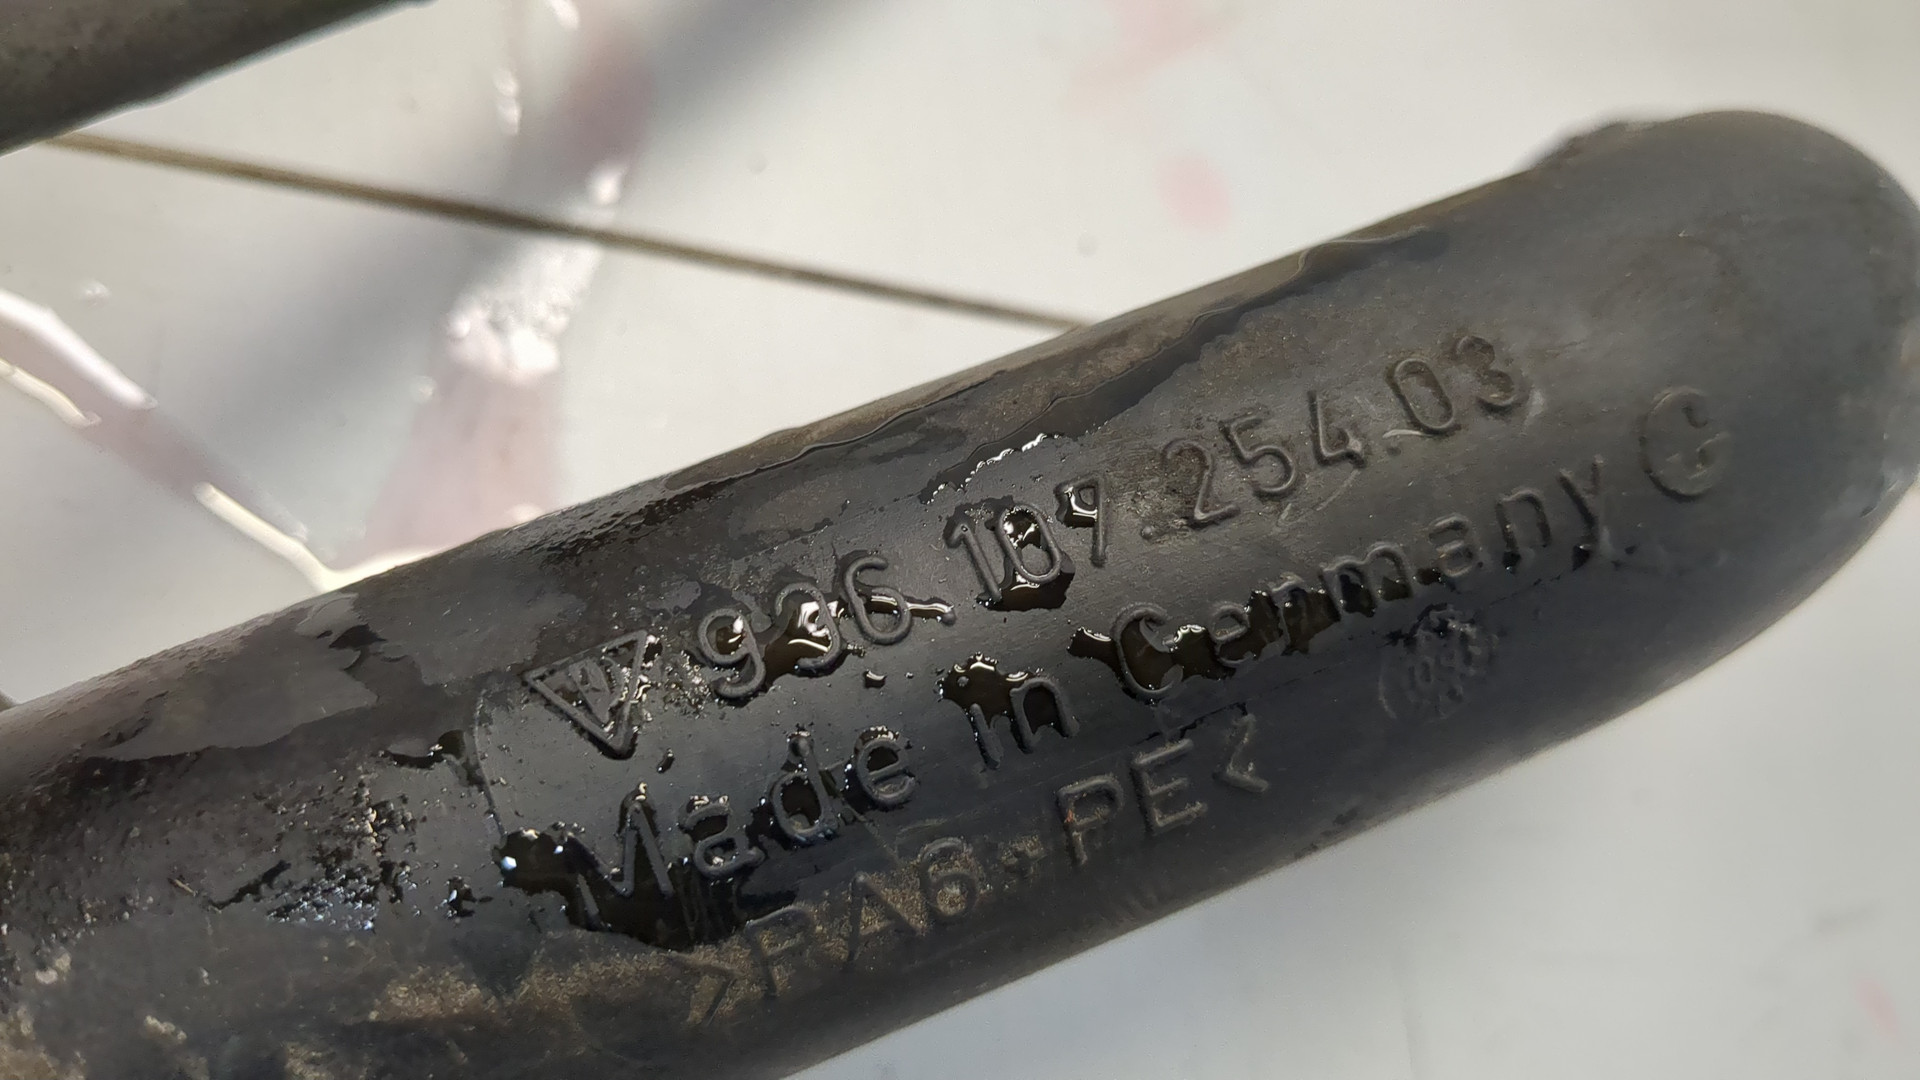 996.107.254.03
Made in Germany
>PA6+PE<